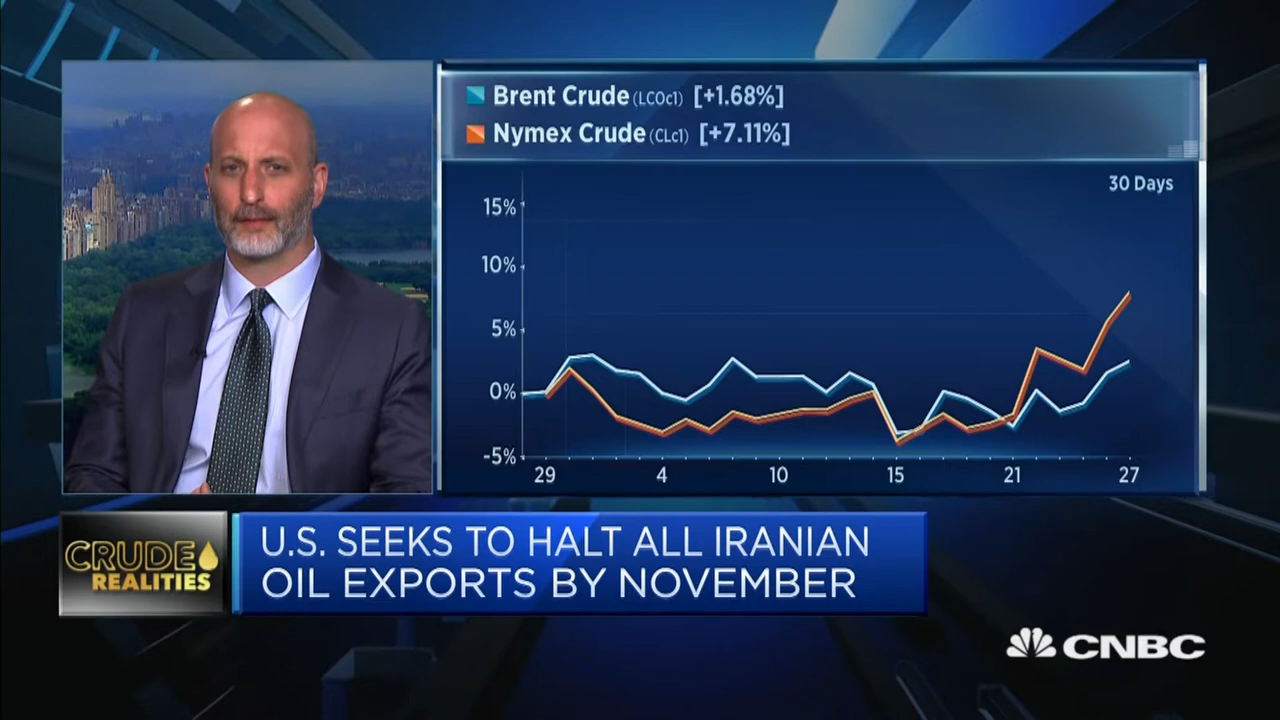 Brent Crude (LCOc1) [+1.68%]
Nymex Crude (CLc1) [+7.11%]
30 Days
15%
10%
5%
0%
-5%
29 4 10 15 21 27
CRUDE
REALITIES
U.S. SEEKS TO HALT ALL IRANIAN
OIL EXPORTS BY NOVEMBER
CNBC